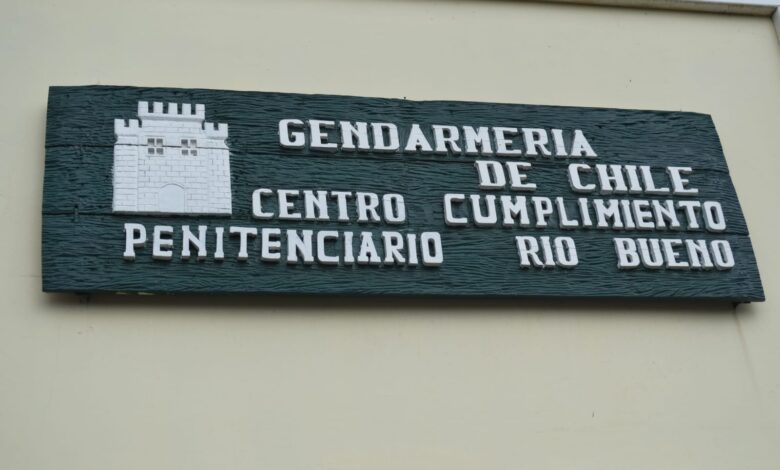 GENDARMERIA
DE CHILE
CENTRO CUMPLIMIENTO
PENITENCIARIO RIO BUENO